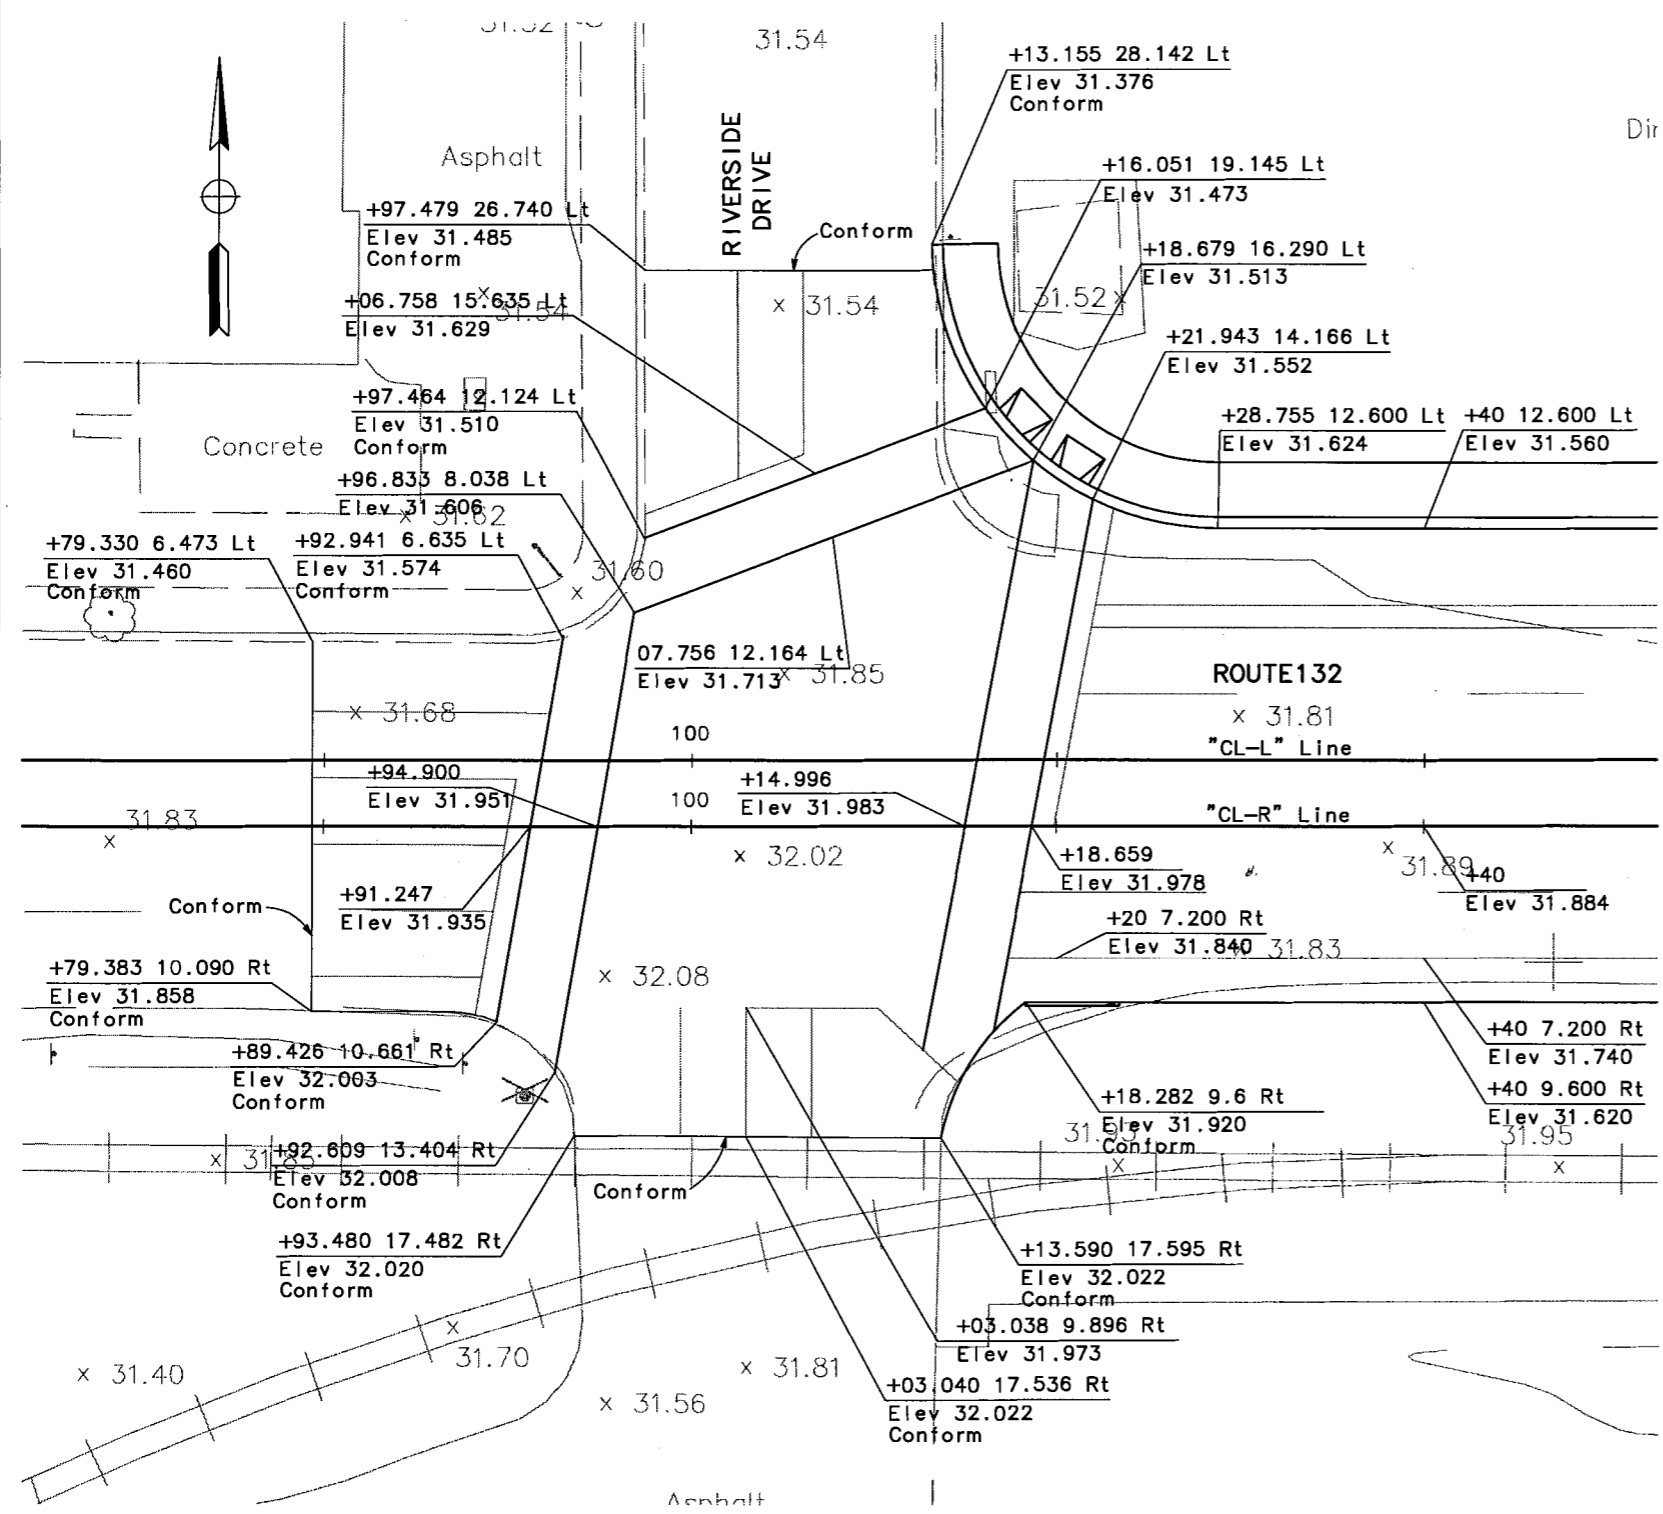 31.54
+13.155 28.142 Lt
Elev 31.376
Conform
Asphalt
RIVERSIDE
DRIVE
+16.051 19.145 Lt
Elev 31.473
+97.479 26.740 Lt
Elev 31.485
Conform
Conform
+18.679 16.290 Lt
Elev 31.513
+06.758 15.635 Lt
Elev 31.629
31.54
x 31.54
31.52 x
+21.943 14.166 Lt
Elev 31.552
+97.464 12.124 Lt
Elev 31.510
Conform
Concrete
+28.755 12.600 Lt
Elev 31.624
+40 12.600 Lt
Elev 31.560
+96.833 8.038 Lt
Elev 31.606
x 31.62
+79.330 6.473 Lt
Elev 31.460
Conform
+92.941 6.635 Lt
Elev 31.574
Conform
31.60
x
07.756 12.164 Lt
Elev 31.713
x 31.85
ROUTE132
x 31.68
x 31.81
100
"CL-L" Line
+94.900
Elev 31.951
100
+14.996
Elev 31.983
"CL-R" Line
31.83
x
x 32.02
+18.659
Elev 31.978
x
31.89
+40
Elev 31.884
+91.247
Elev 31.935
Conform
+20 7.200 Rt
Elev 31.840
x 31.83
+79.383 10.090 Rt
Elev 31.858
Conform
x 32.08
+40 7.200 Rt
Elev 31.740
+89.426 10.661 Rt
Elev 32.003
Conform
+18.282 9.6 Rt
Elev 31.920
Conform
+40 9.600 Rt
Elev 31.620
31.93
31.95
x
x
+92.609 13.404 Rt
Elev 32.008
Conform
x 31.85
Conform
+93.480 17.482 Rt
Elev 32.020
Conform
+13.590 17.595 Rt
Elev 32.022
Conform
+03.038 9.896 Rt
Elev 31.973
x
31.70
x 31.40
x 31.81
x 31.56
+03.040 17.536 Rt
Elev 32.022
Conform
Asphalt